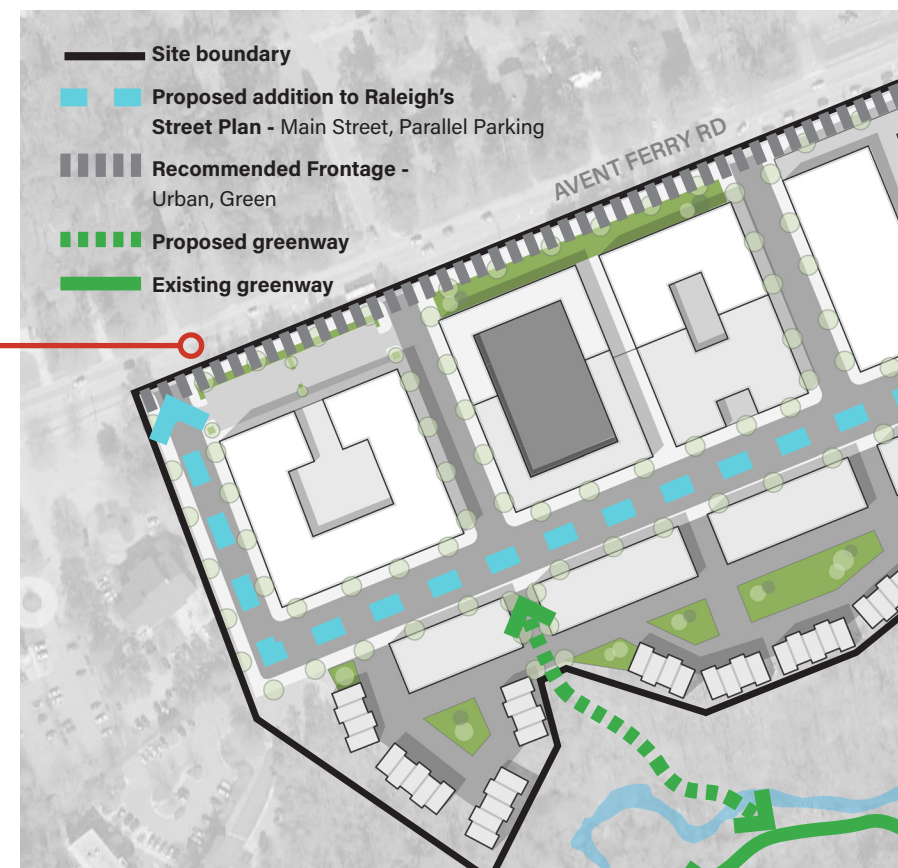 Site boundary
Proposed addition to Raleigh's
Street Plan - Main Street, Parallel Parking
Recommended Frontage -
Urban, Green
Proposed greenway
Existing greenway
AVENT FERRY RD